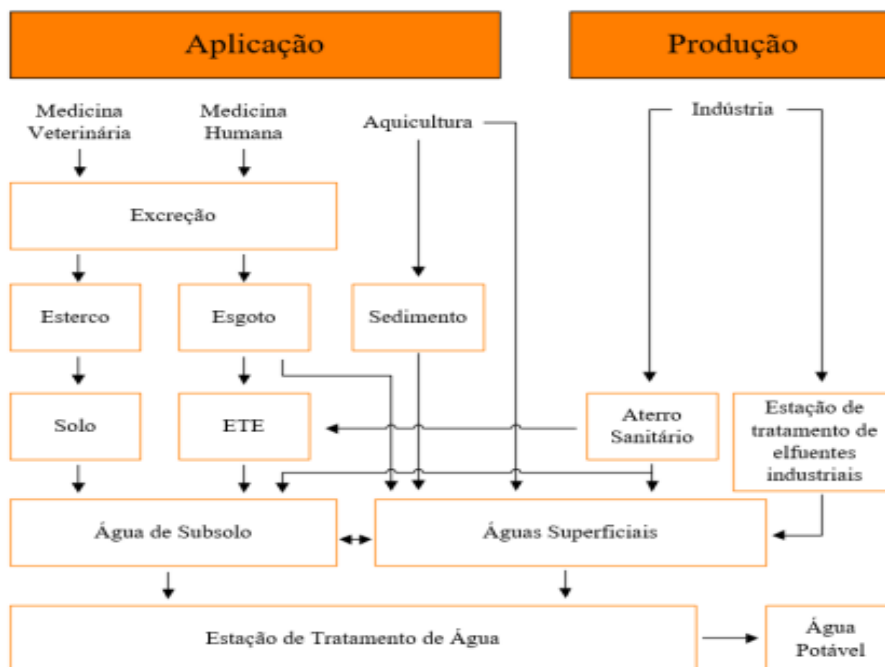 Aplicação
Produção
Medicina
Veterinária
Medicina
Humana
Aquicultura
Indústria
Excreção
Esterco
Esgoto
Sedimento
Solo
ETE
Aterro
Sanitário
Estação de
tratamento de
elfuentes
industriais
Água de Subsolo
Águas Superficiais
Estação de Tratamento de Água
Água
Potável